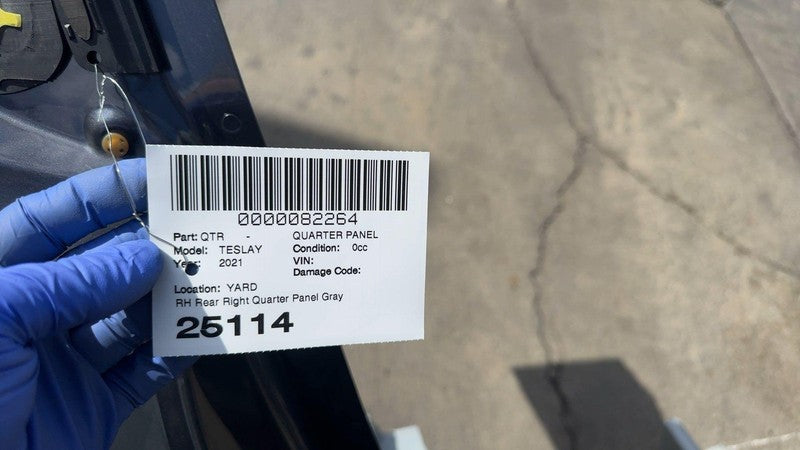 0000082264
Part: QTR - QUARTER PANEL
Model: TESLAY Condition: 0cc
Year: 2021 VIN:
Damage Code:
Location: YARD
RH Rear Right Quarter Panel Gray
25114